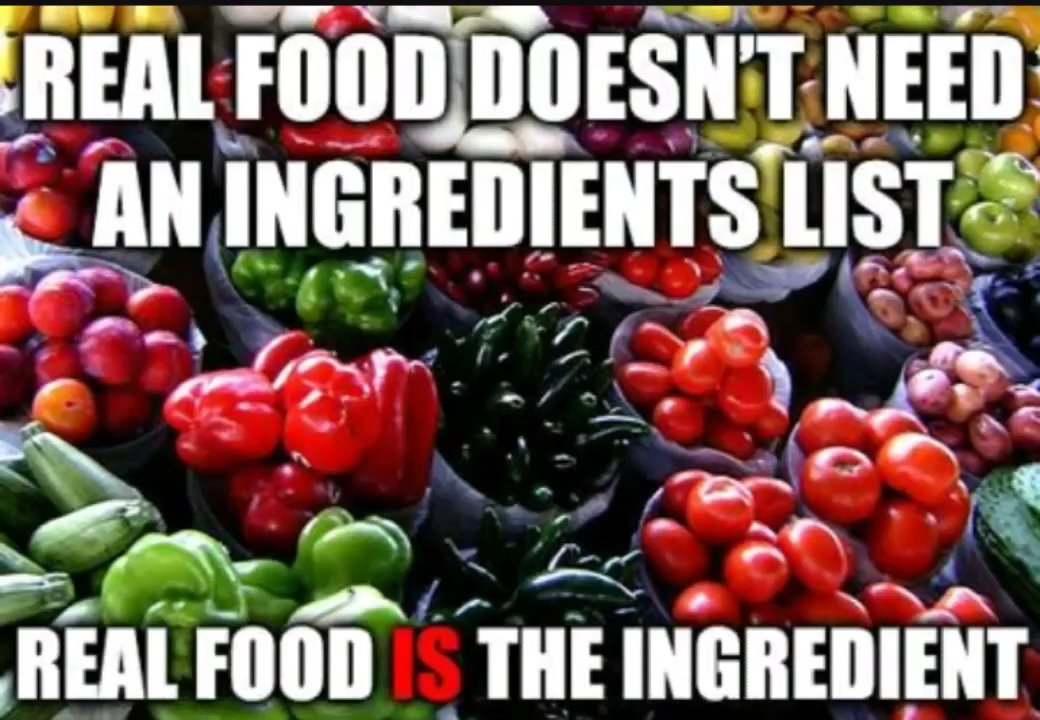 REAL FOOD DOESN'T NEED
AN INGREDIENTS LIST
REAL FOOD IS THE INGREDIENT